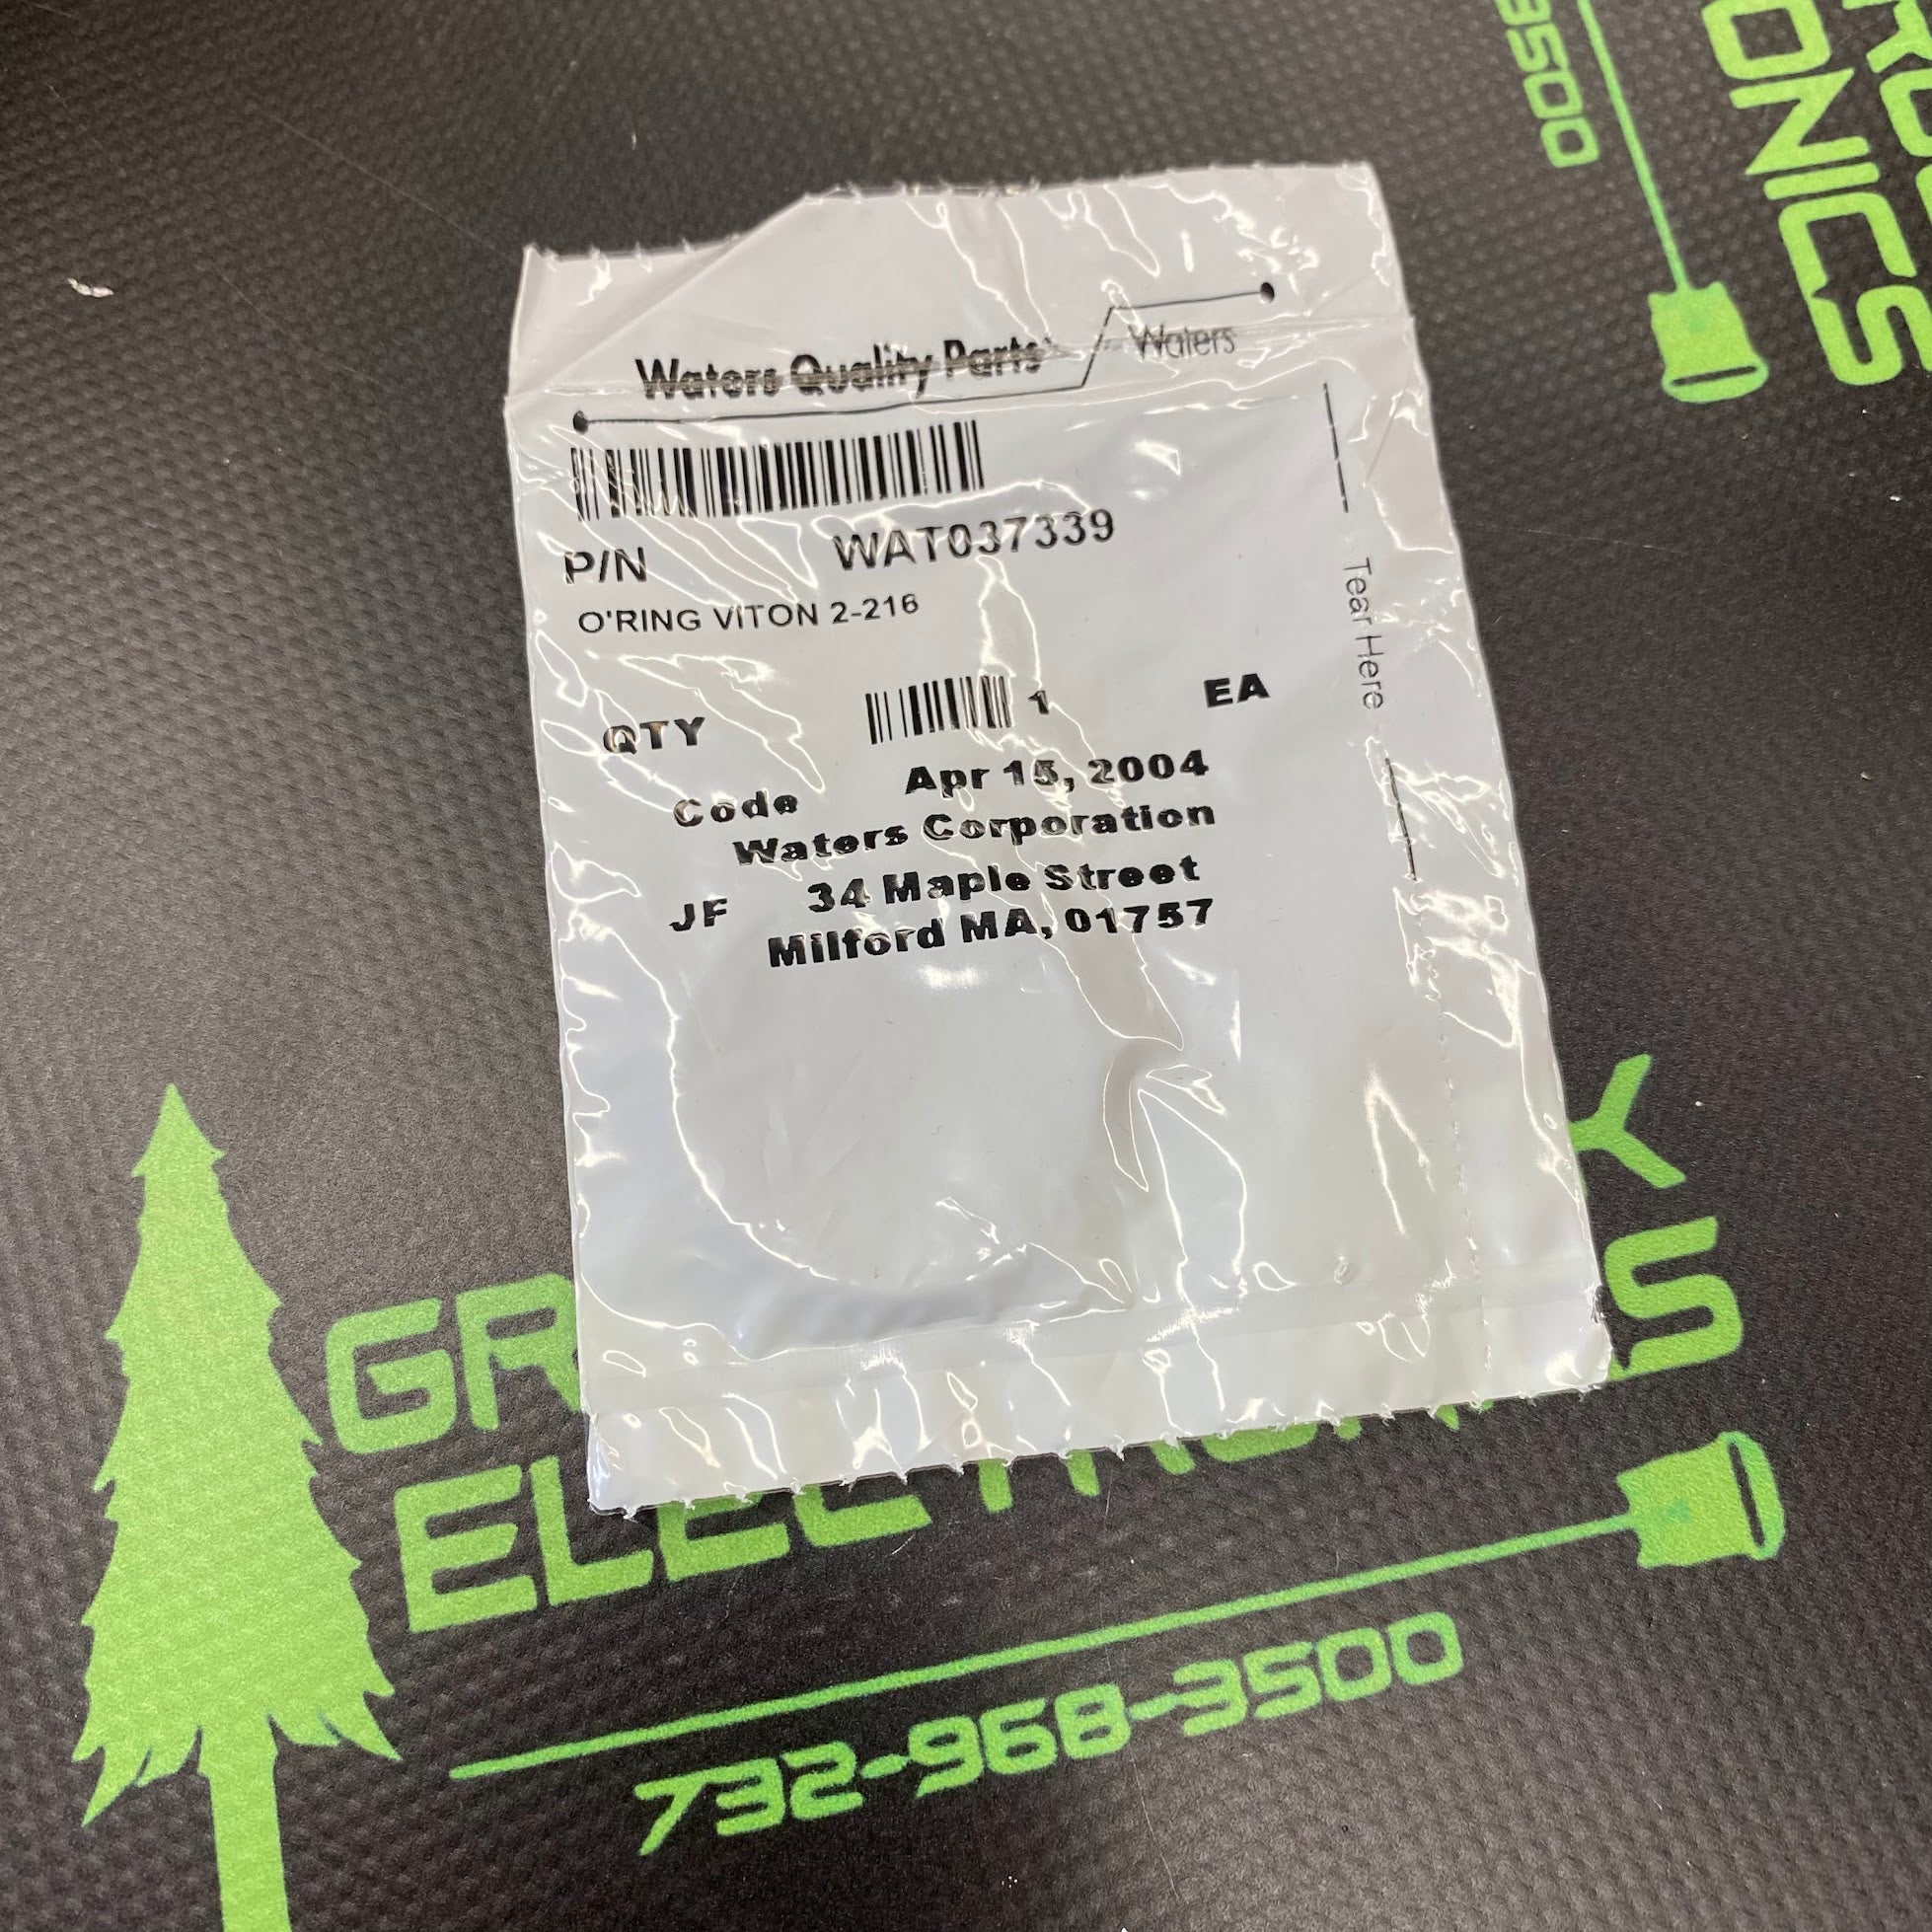 Waters Quality Parts
Waters
P/N WAT037339
O'RING VITON 2-216
QTY 1 EA
Code Apr 15, 2004
Waters Corporation
34 Maple Street
JF
Milford MA, 01757
Tear Here
ELECTRONICS
732-968-3500
3500
ONICS